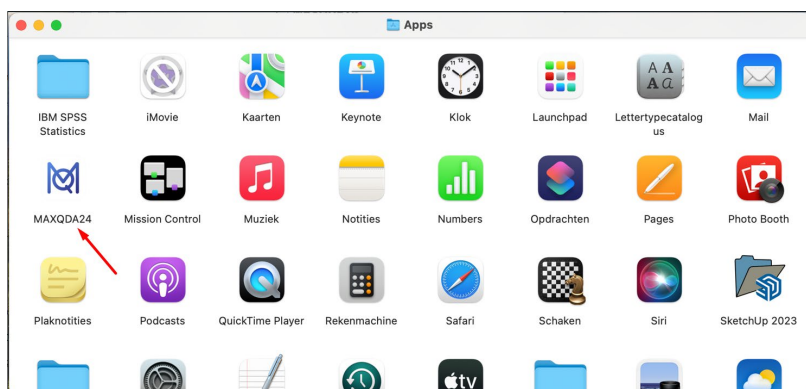 Apps
IBM SPSS
Statistics
iMovie
Kaarten
Keynote
Klok
Launchpad
Lettertypecatalog
us
Mail
MAXQDA24
Mission Control
Muziek
Notities
Numbers
Opdrachten
Pages
Photo Booth
Plaknotities
Podcasts
QuickTime Player
Rekenmachine
Safari
Schaken
Siri
SketchUp 2023
tv